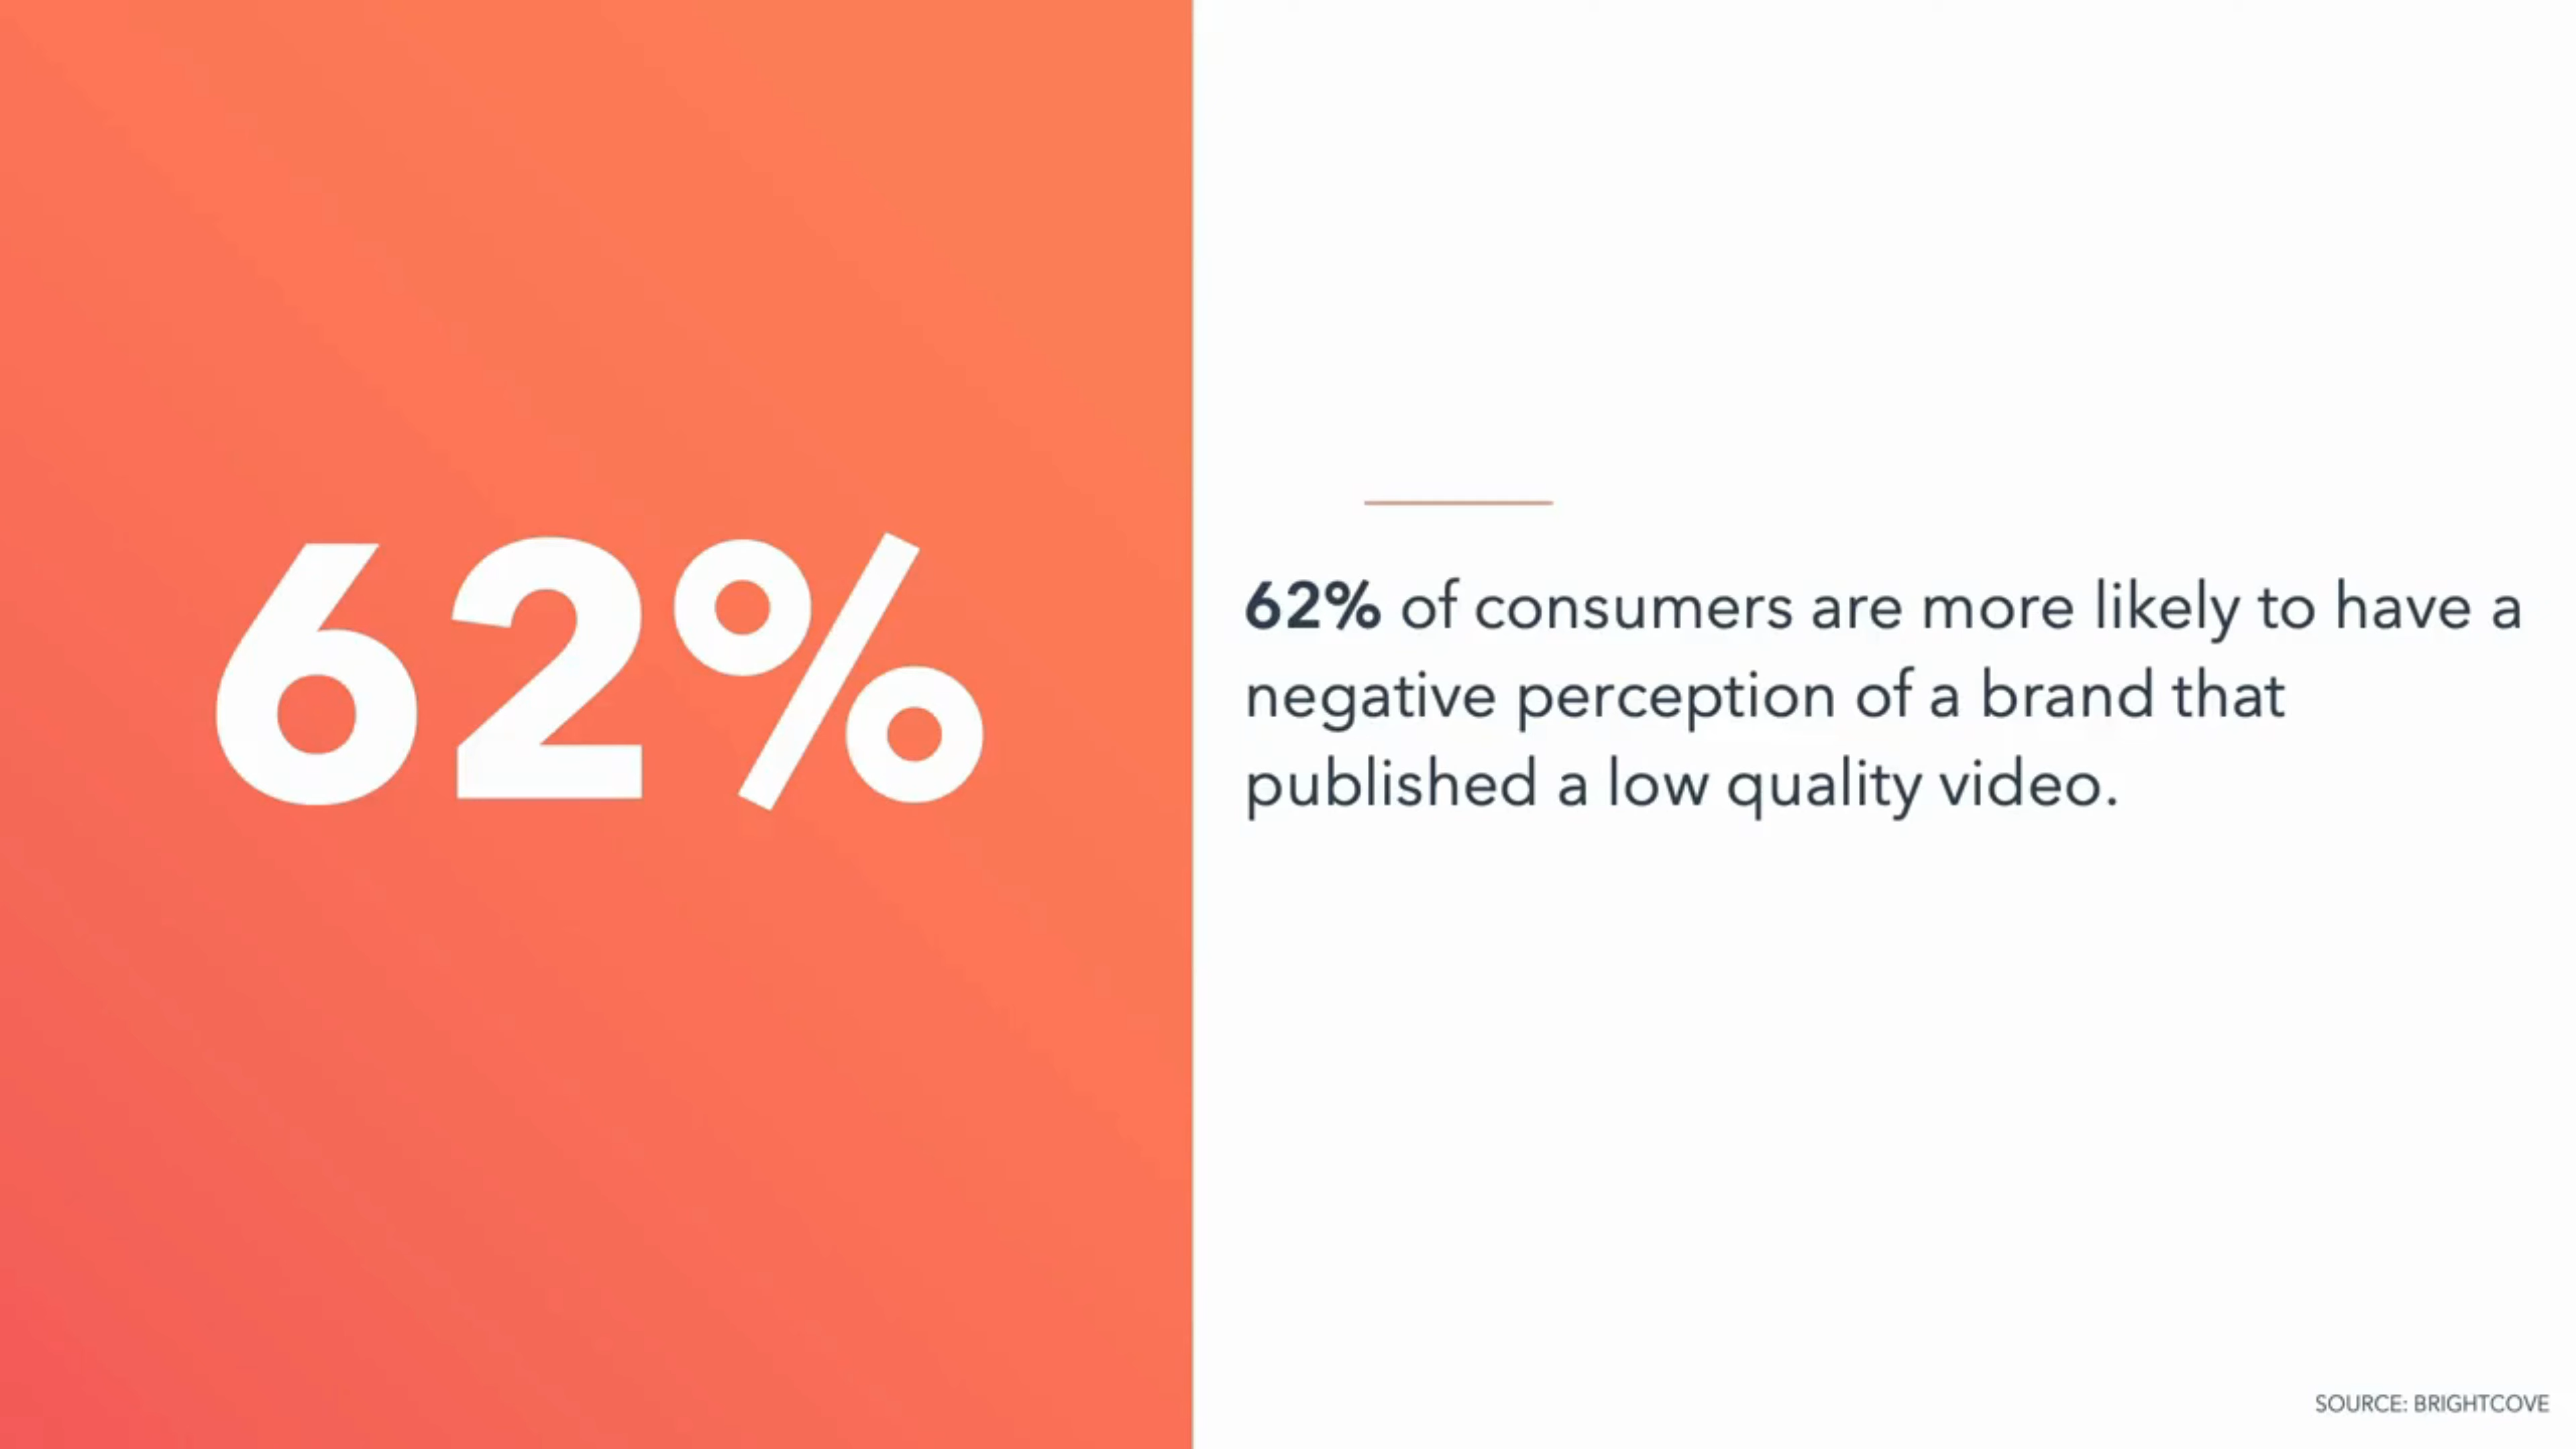 62%
62% of consumers are more likely to have a
negative perception of a brand that
published a low quality video.
SOURCE: BRIGHTCOVE